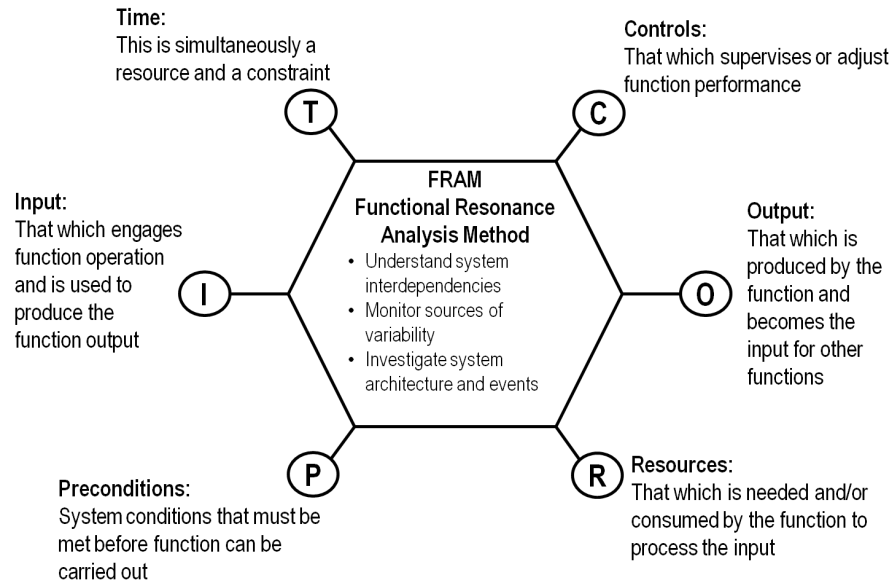 Time:
This is simultaneously a
resource and a constraint
T
Controls:
That which supervises or adjust
function performance
C
Input:
That which engages
function operation
and is used to
produce the
function output
I
FRAM
Functional Resonance
Analysis Method
• Understand system
interdependencies
• Monitor sources of
variability
• Investigate system
architecture and events
Output:
That which is
produced by the
function and
becomes the
input for other
functions
O
Preconditions:
System conditions that must be
met before function can be
carried out
P
Resources:
That which is needed and/or
consumed by the function to
process the input
R